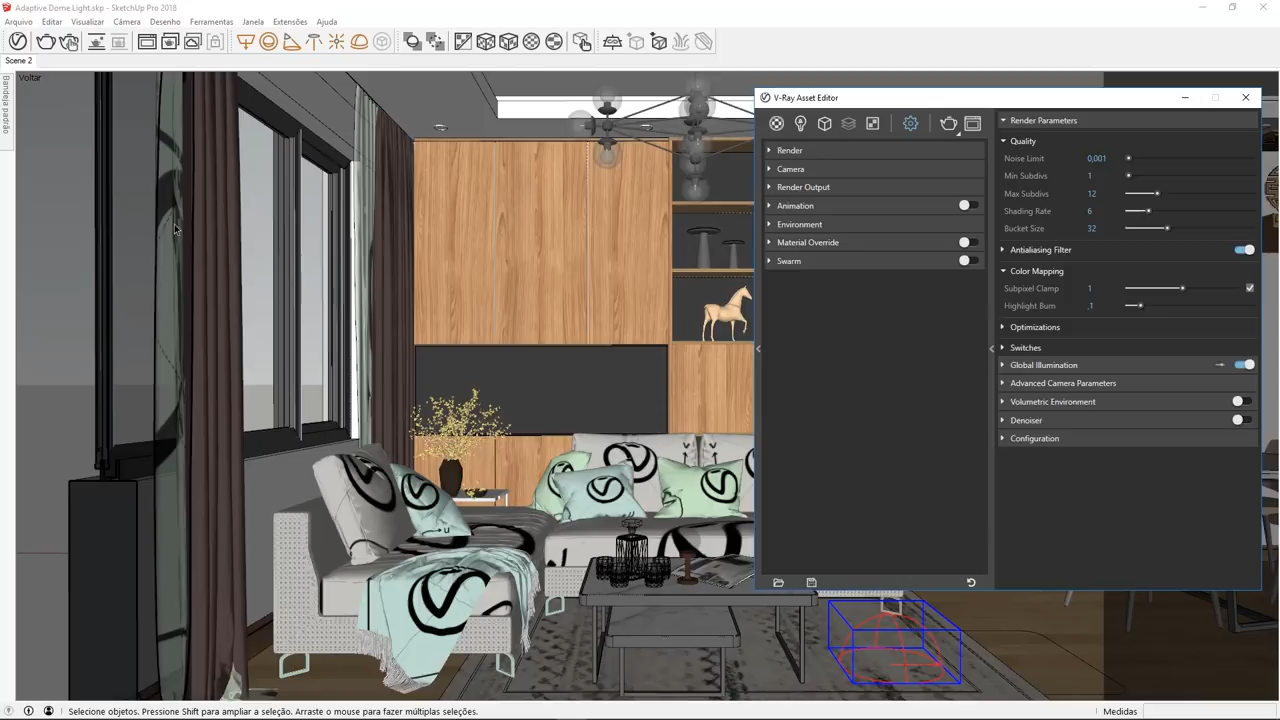 Adaptive Dome Light.skp - SketchUp Pro 2018
Arquivo Editar Visualizar Câmera Desenho Ferramentas Janela Extensões Ajuda
Scene 2
Voltar
Bandeja padrão
V-Ray Asset Editor
Render
Camera
Render Output
Animation
Environment
Material Override
Swarm
Render Parameters
Quality
Noise Limit 0,001
Min Subdivs 1
Max Subdivs 12
Shading Rate 6
Bucket Size 32
Antialiasing Filter
Color Mapping
Subpixel Clamp 1
Highlight Burn ,1
Optimizations
Switches
Global Illumination
Advanced Camera Parameters
Volumetric Environment
Denoiser
Configuration
Selecione objetos. Pressione Shift para ampliar a seleção. Arraste o mouse para fazer múltiplas seleções.
Medidas